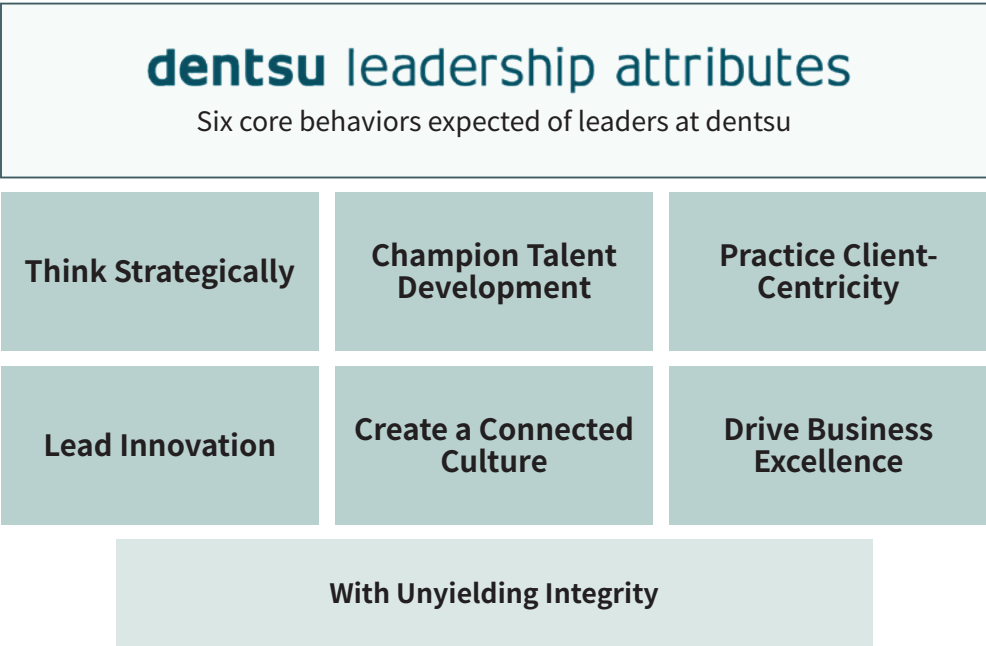 dentsu leadership attributes
Six core behaviors expected of leaders at dentsu
Think Strategically
Champion Talent
Development
Practice Client-
Centricity
Lead Innovation
Create a Connected
Culture
Drive Business
Excellence
With Unyielding Integrity